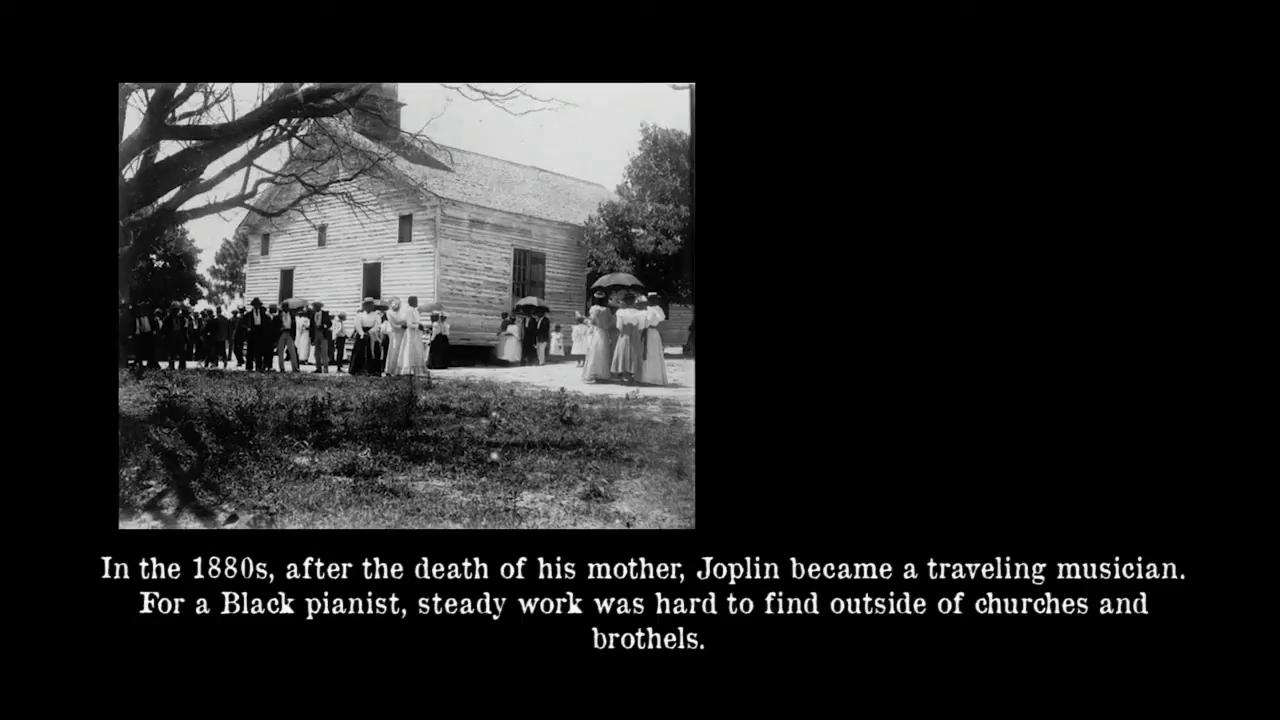 In the 1880s, after the death of his mother, Joplin became a traveling musician.
For a Black pianist, steady work was hard to find outside of churches and
brothels.